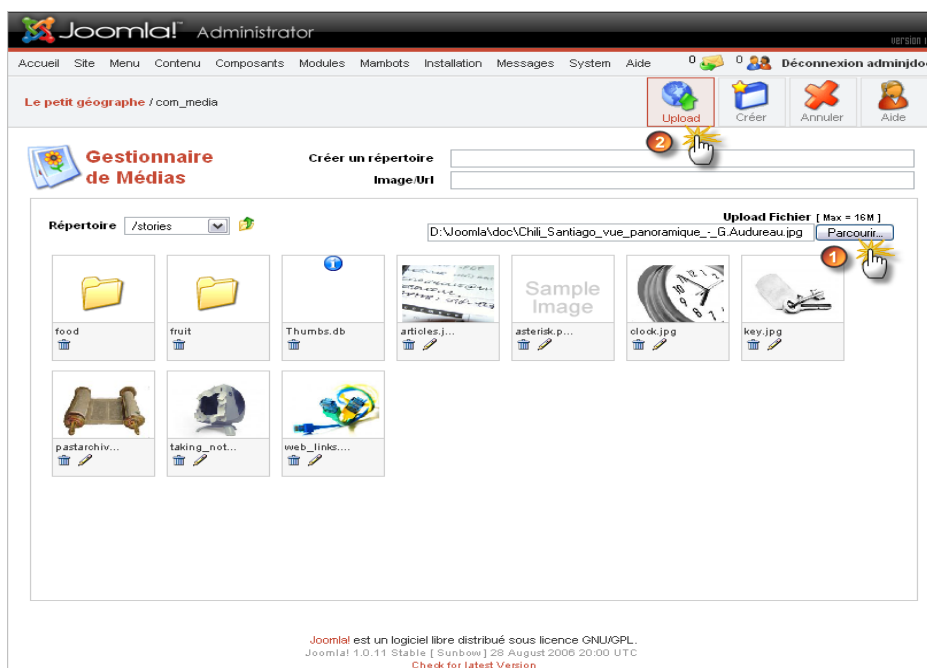 Joomla! Administrator
version
Accueil Site Menu Contenu Composants Modules Mambots Installation Messages System Aide 0 0 Déconnexion adminjdo
Le petit géographe / com_media
Upload Créer Annuler Aide
2
Gestionnaire
de Médias
Créer un répertoire
Image/Url
Répertoire /stories
Upload Fichier [ Max = 16M ]
D:\Joomla\doc\Chili_Santiago_vue_panoramique_-_G.Audureau.jpg Parcourir...
1
Sample
Image
food fruit Thumbs.db articles.j... asterisk.p... clock.jpg key.jpg
pastarchiv... taking_not... web_links....
Joomla! est un logiciel libre distribué sous licence GNU/GPL.
Joomla! 1.0.11 Stable [ Sunbow ] 28 August 2006 20:00 UTC
Check for latest Version